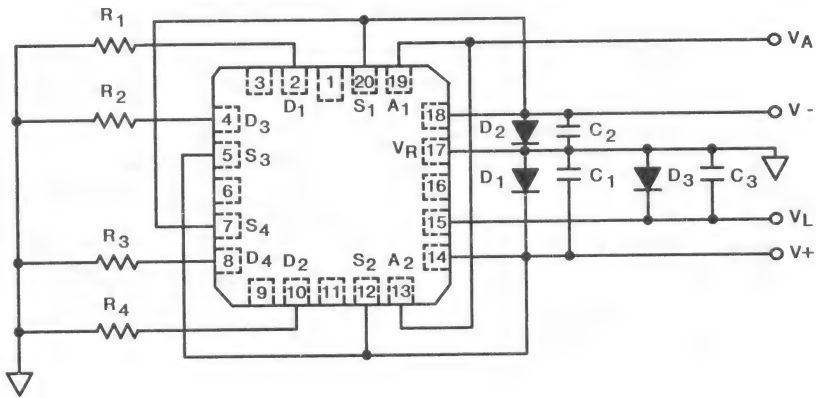 R1
VA
3 2 1 20 19
D1 S1 A1
R2
V -
4 D3
18
D2
C2
5 S3
VR 17
6
16
D1
C1
D3
C3
7 S4
15
VL
R3
8 D4 D2 S2 A2
14
V+
9 10 11 12 13
R4